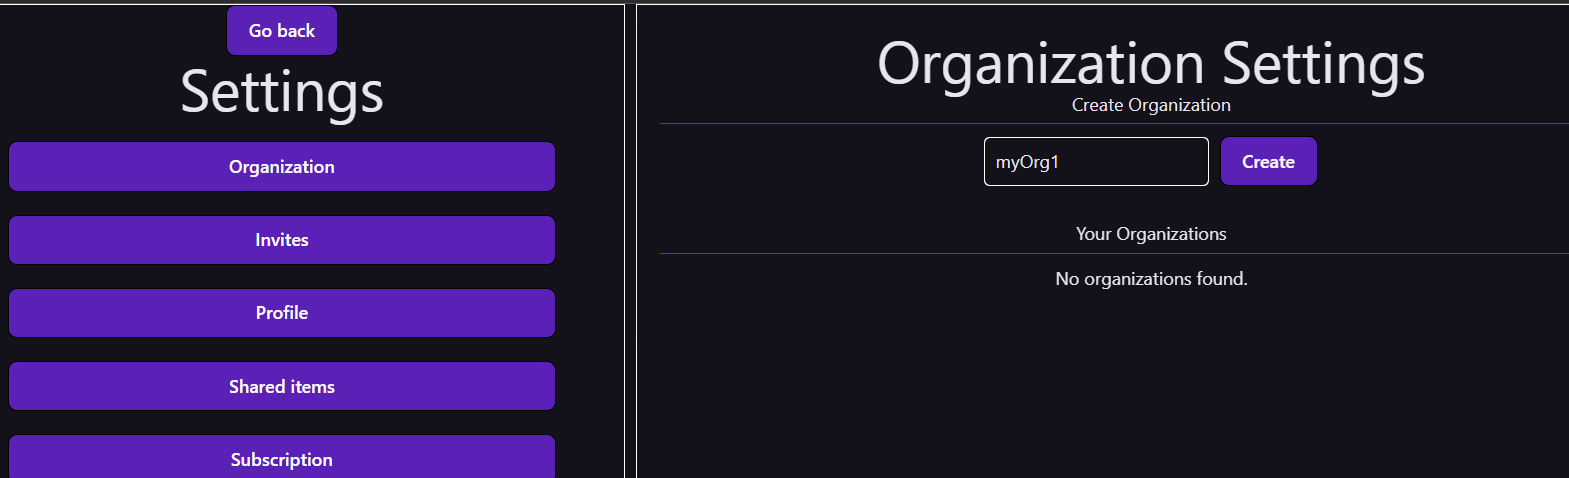 Go back
Settings
Organization
Invites
Profile
Shared items
Subscription
Organization Settings
Create Organization
myOrg1
Create
Your Organizations
No organizations found.